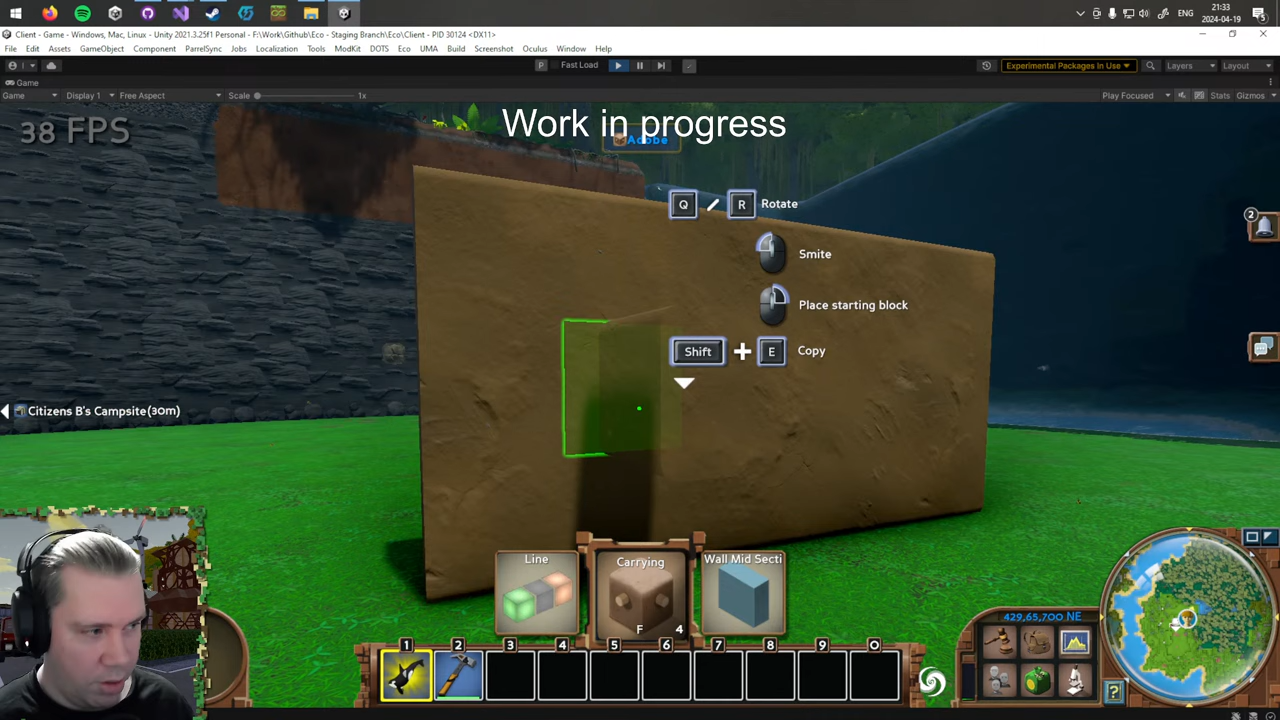 21:33
ENG
2024-04-19
5
Client - Game - Windows, Mac, Linux - Unity 2021.3.25f1 Personal - F:\Work\Github\Eco - Staging Branch\Eco\Client - PID 30124 <DX11>
File Edit Assets GameObject Component ParrelSync Jobs Localization Tools ModKit DOTS Eco UMA Build Screenshot Oculus Window Help
P Fast Load Experimental Packages In Use Layers Layout
Game
Game Display 1 Free Aspect Scale 1x Play Focused Stats Gizmos
38 FPS
Work in progress
Adobe
Q R Rotate
Smite
Place starting block
Shift + E Copy
2
Citizens B's Campsite(30m)
Line Carrying Wall Mid Secti
F 4
429,65,700 NE
1 2 3 4 5 6 7 8 9 0
?